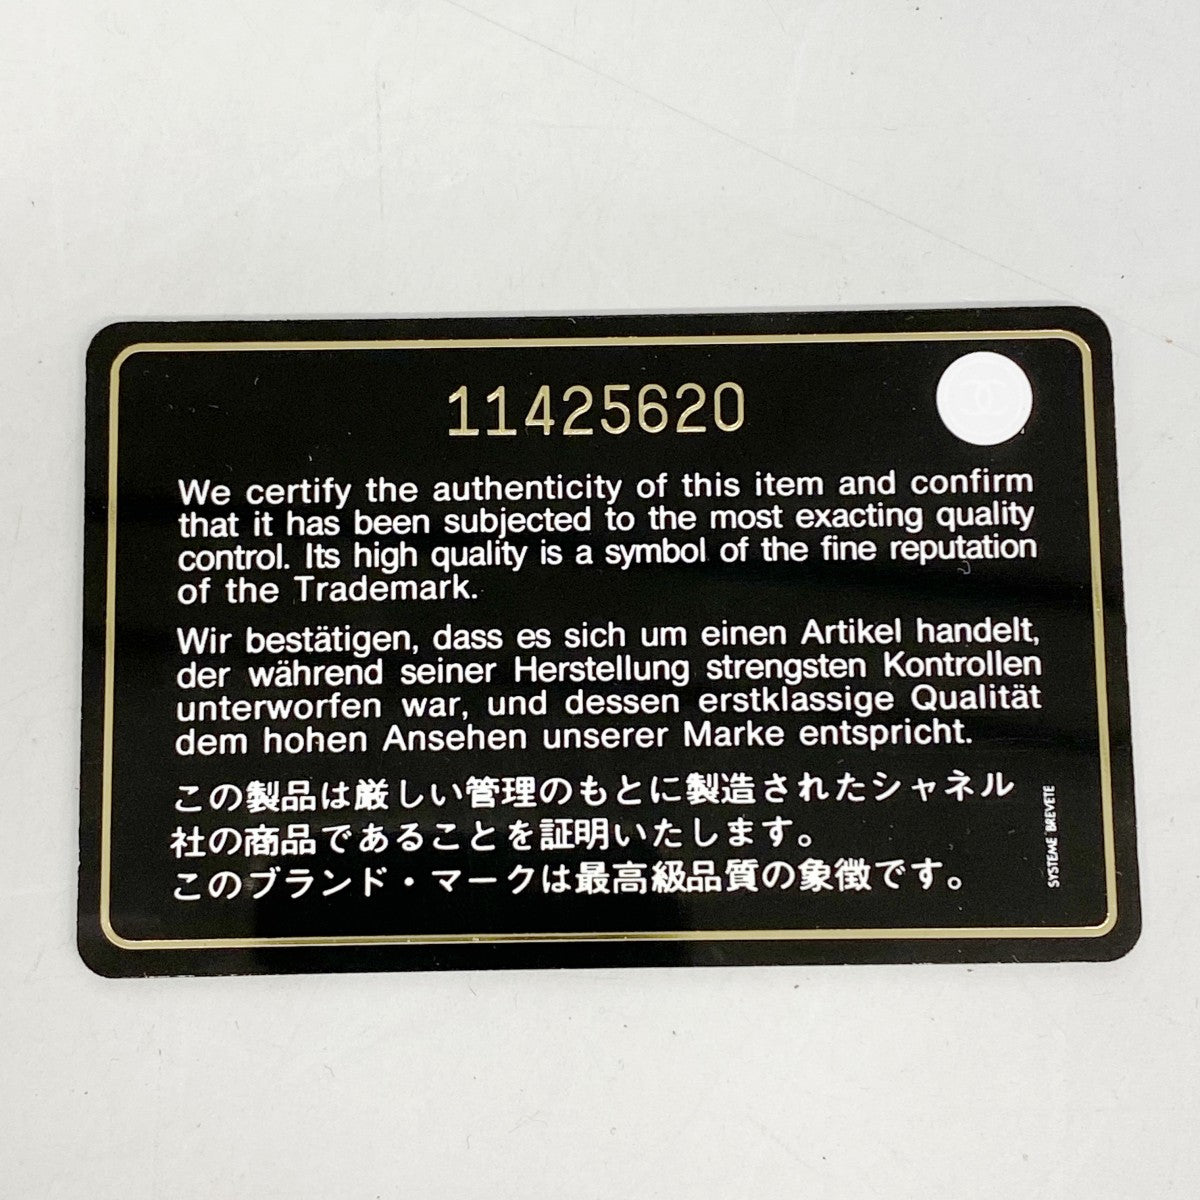 11425620
We certify the authenticity of this item and confirm
that it has been subjected to the most exacting quality
control. Its high quality is a symbol of the fine reputation
of the Trademark.
Wir bestätigen, dass es sich um einen Artikel handelt,
der während seiner Herstellung strengsten Kontrollen
unterworfen war, und dessen erstklassige Qualität
dem hohen Ansehen unserer Marke entspricht.
この製品は厳しい管理のもとに製造されたシャネル
社の商品であることを証明いたします。
このブランド・マークは最高級品質の象徴です。
SYSTEME BREVETE